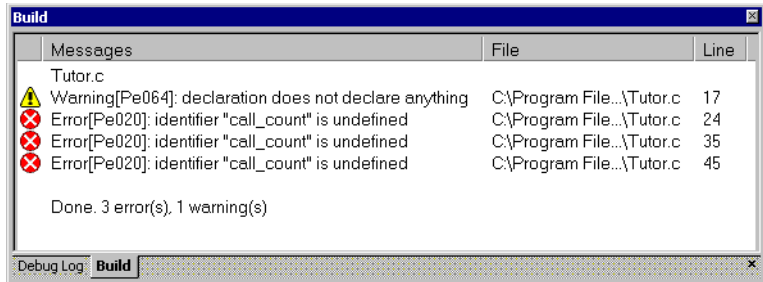 Build
Messages File Line
Tutor.c
Warning[Pe064]: declaration does not declare anything C:\Program File...\Tutor.c 17
Error[Pe020]: identifier "call_count" is undefined C:\Program File...\Tutor.c 24
Error[Pe020]: identifier "call_count" is undefined C:\Program File...\Tutor.c 35
Error[Pe020]: identifier "call_count" is undefined C:\Program File...\Tutor.c 45
Done. 3 error(s), 1 warning(s)
Debug Log Build